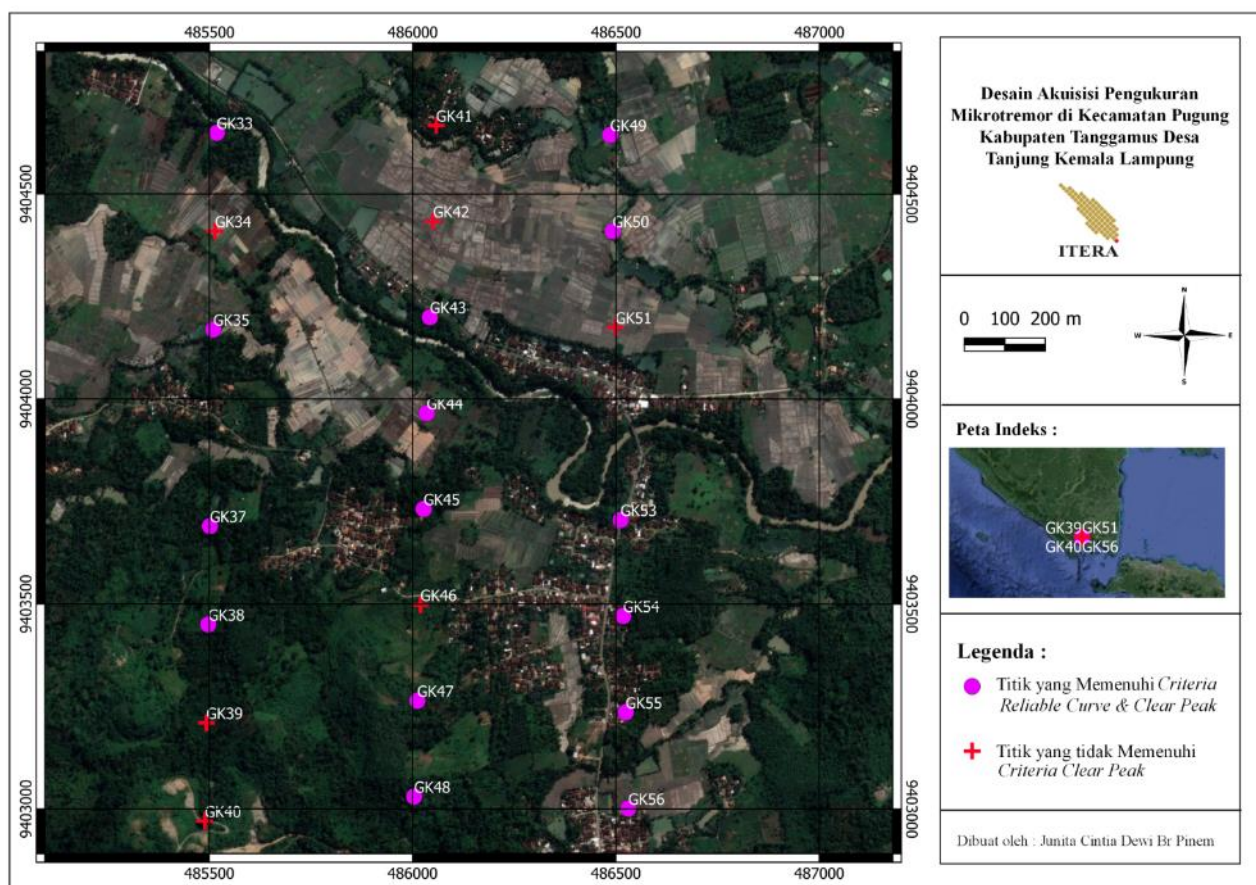 485500 486000 486500 487000
GK33
GK41
GK49
9404500
9404500
GK34
GK42
GK50
GK35
GK43
GK51
9404000
9404000
GK44
GK37
GK45
GK53
9403500
9403500
GK38
GK46
GK54
GK39
GK47
GK55
9403000
9403000
GK40
GK48
GK56
485500 486000 486500 487000
Desain Akuisisi Pengukuran
Mikrotremor di Kecamatan Pugung
Kabupaten Tanggamus Desa
Tanjung Kemala Lampung
ITERA
0 100 200 m
N
W E
S
Peta Indeks :
GK39GK51
GK40GK56
Legenda :
Titik yang Memenuhi Criteria
Reliable Curve & Clear Peak
Titik yang tidak Memenuhi
Criteria Clear Peak
Dibuat oleh : Junita Cintia Dewi Br Pinem